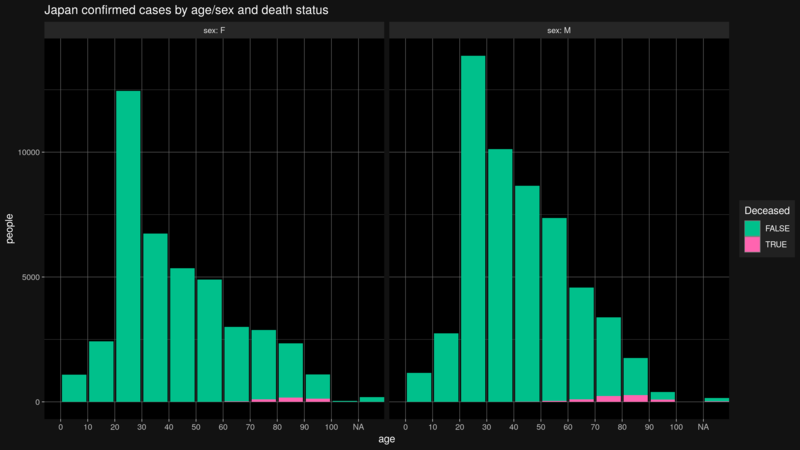 Japan confirmed cases by age/sex and death status
sex: F
sex: M
people
10000
5000
0
0 10 20 30 40 50 60 70 80 90 100 NA
0 10 20 30 40 50 60 70 80 90 100 NA
age
Deceased
FALSE
TRUE